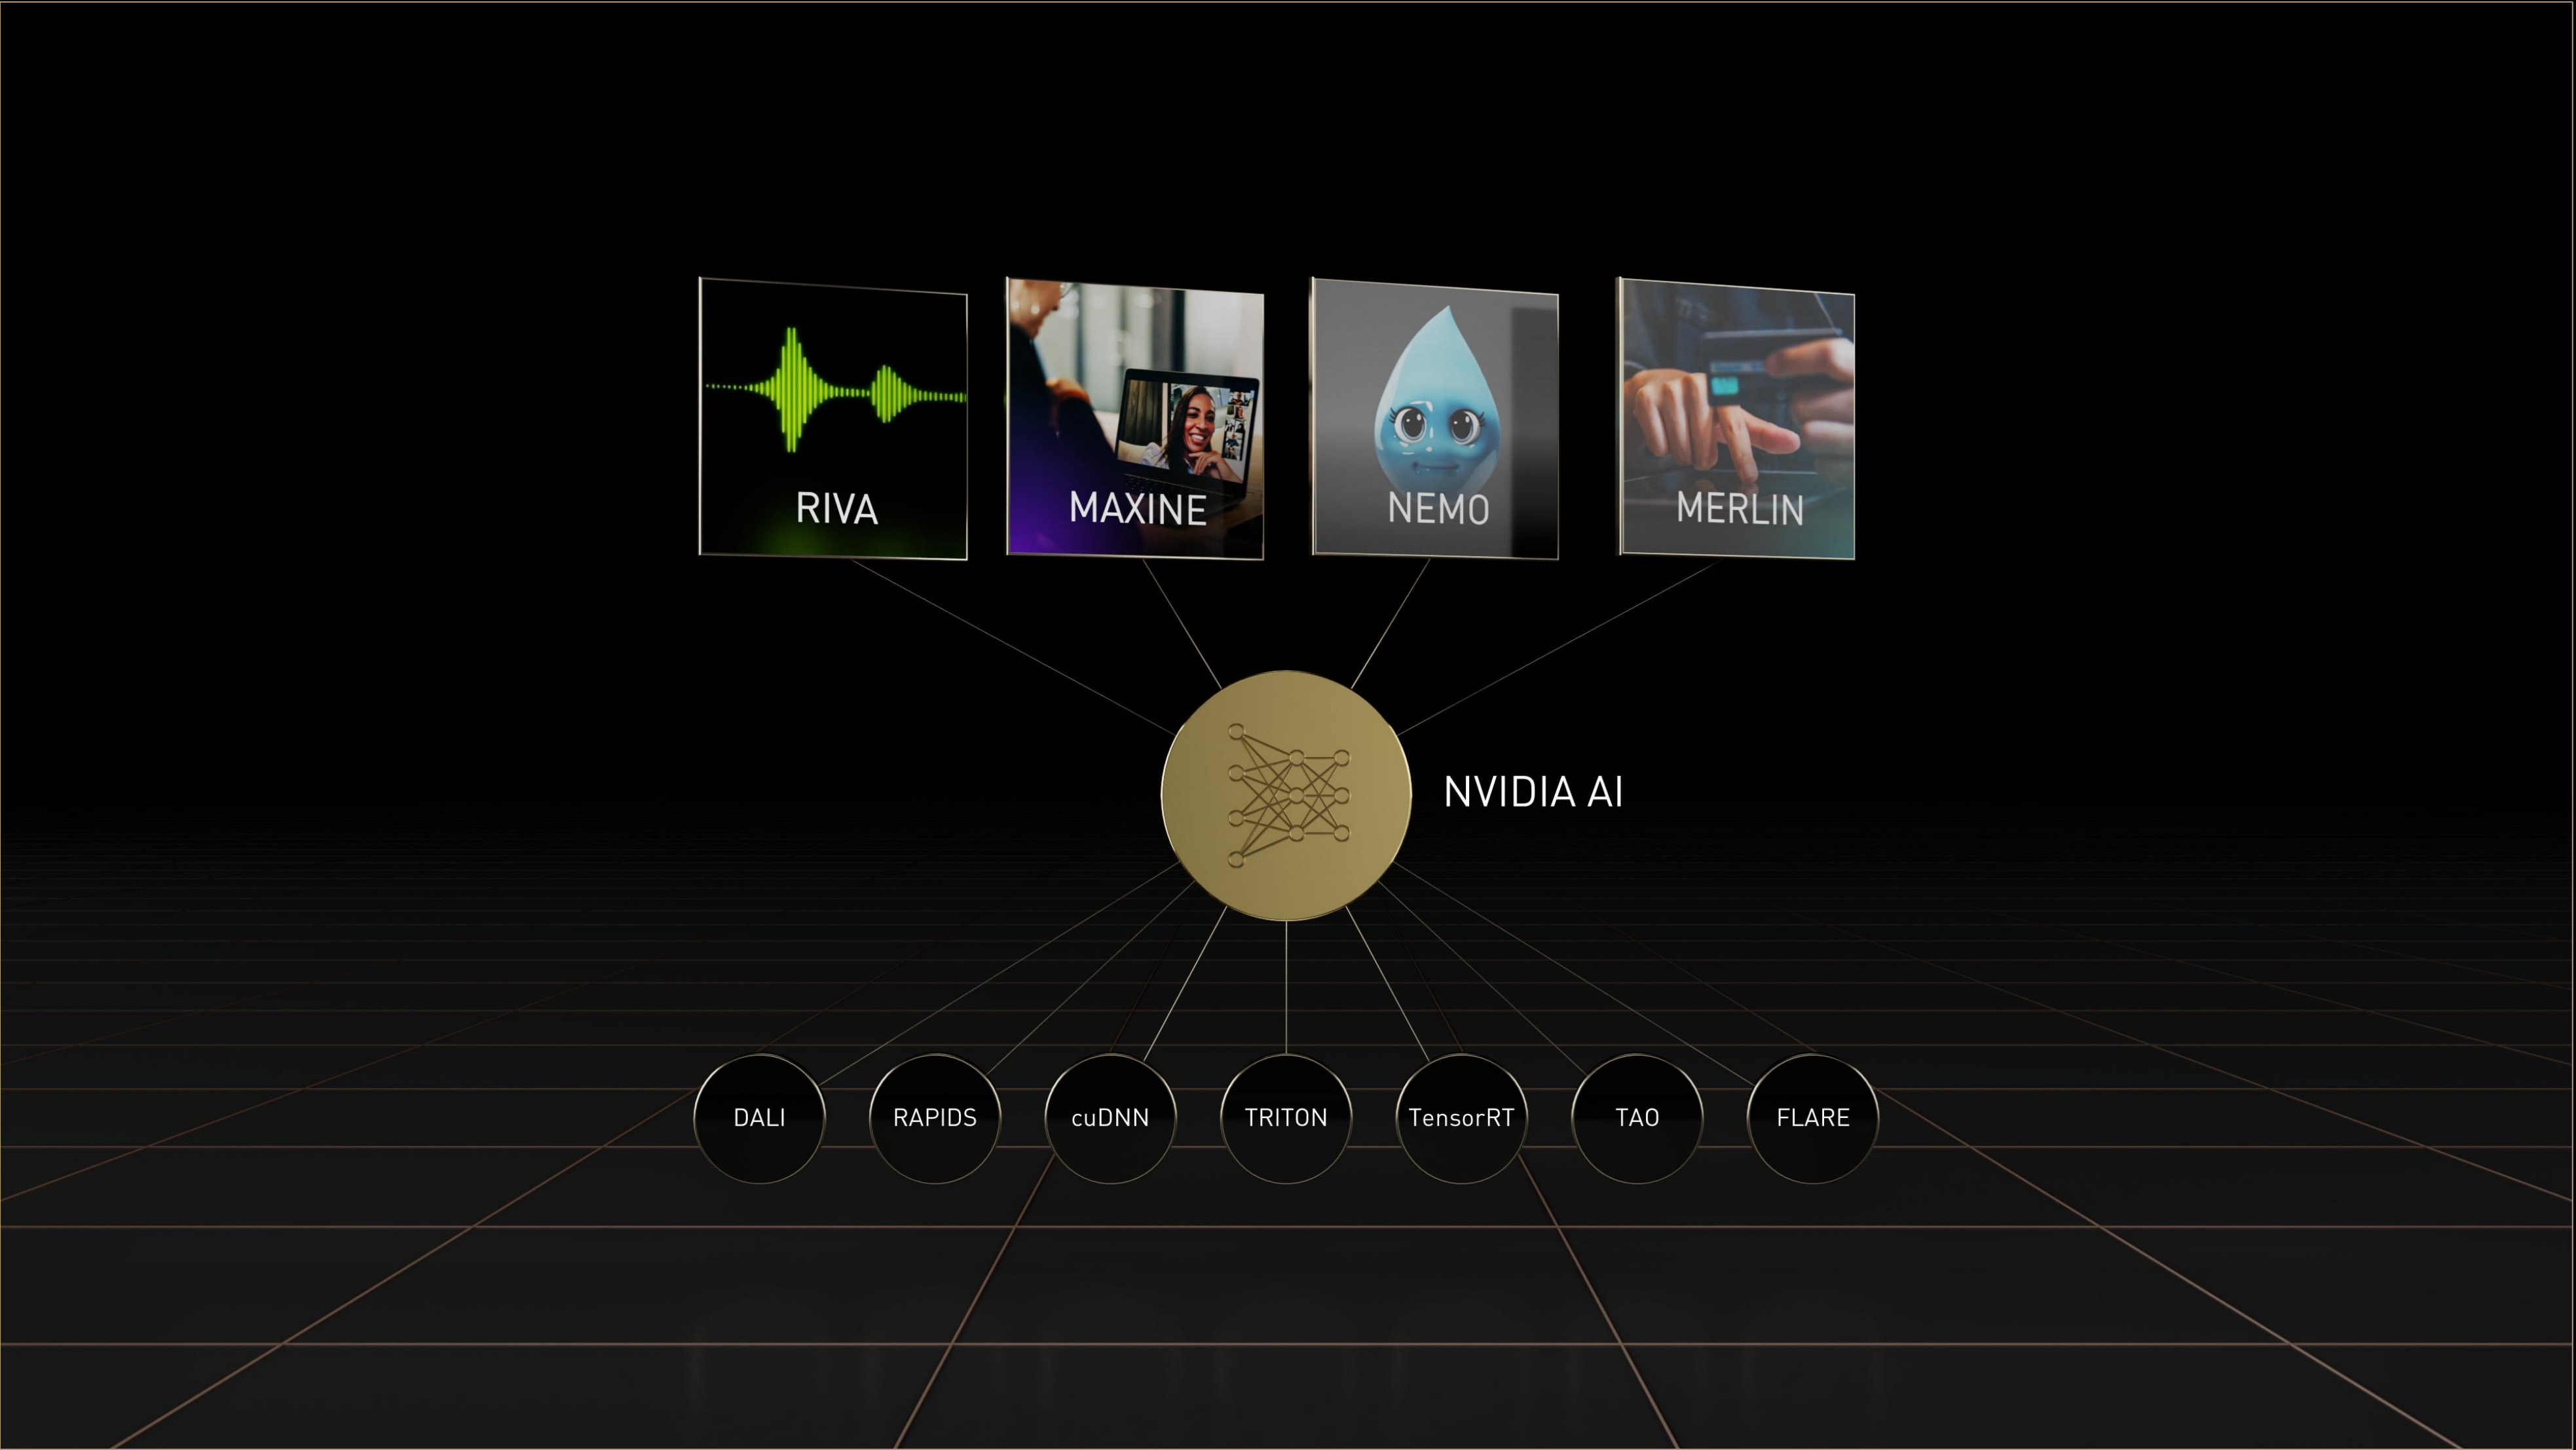 RIVA
MAXINE
NEMO
MERLIN
NVIDIA AI
DALI
RAPIDS
cuDNN
TRITON
TensorRT
TAO
FLARE